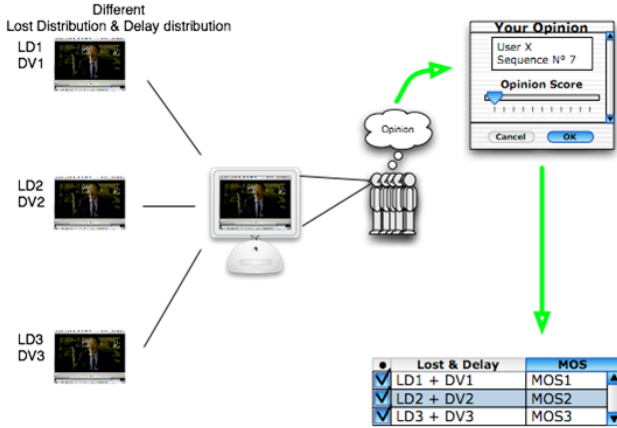 Different
Lost Distribution & Delay distribution
LD1
DV1
LD2
DV2
LD3
DV3
Opinion
Your Opinion
User X
Sequence Nº 7
Opinion Score
Cancel
OK
Lost & Delay MOS
LD1 + DV1 MOS1
LD2 + DV2 MOS2
LD3 + DV3 MOS3